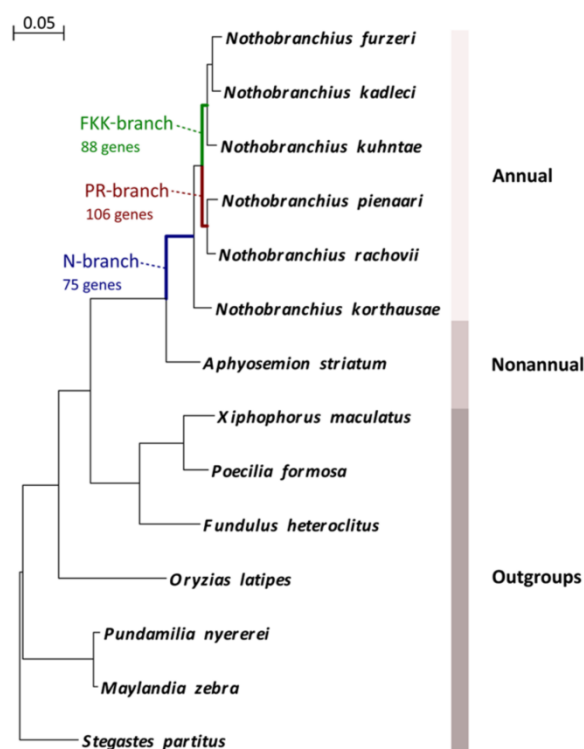 0.05
Nothobranchius furzeri
Nothobranchius kadleci
FKK-branch
88 genes
Nothobranchius kuhntae
Annual
PR-branch
106 genes
Nothobranchius pienaari
Nothobranchius rachovii
N-branch
75 genes
Nothobranchius korthausae
Aphyosemion striatum
Nonannual
Xiphophorus maculatus
Poecilia formosa
Fundulus heteroclitus
Oryzias latipes
Outgroups
Pundamilia nyererei
Maylandia zebra
Stegastes partitus